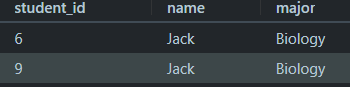 student_id name major
6 Jack Biology
9 Jack Biology